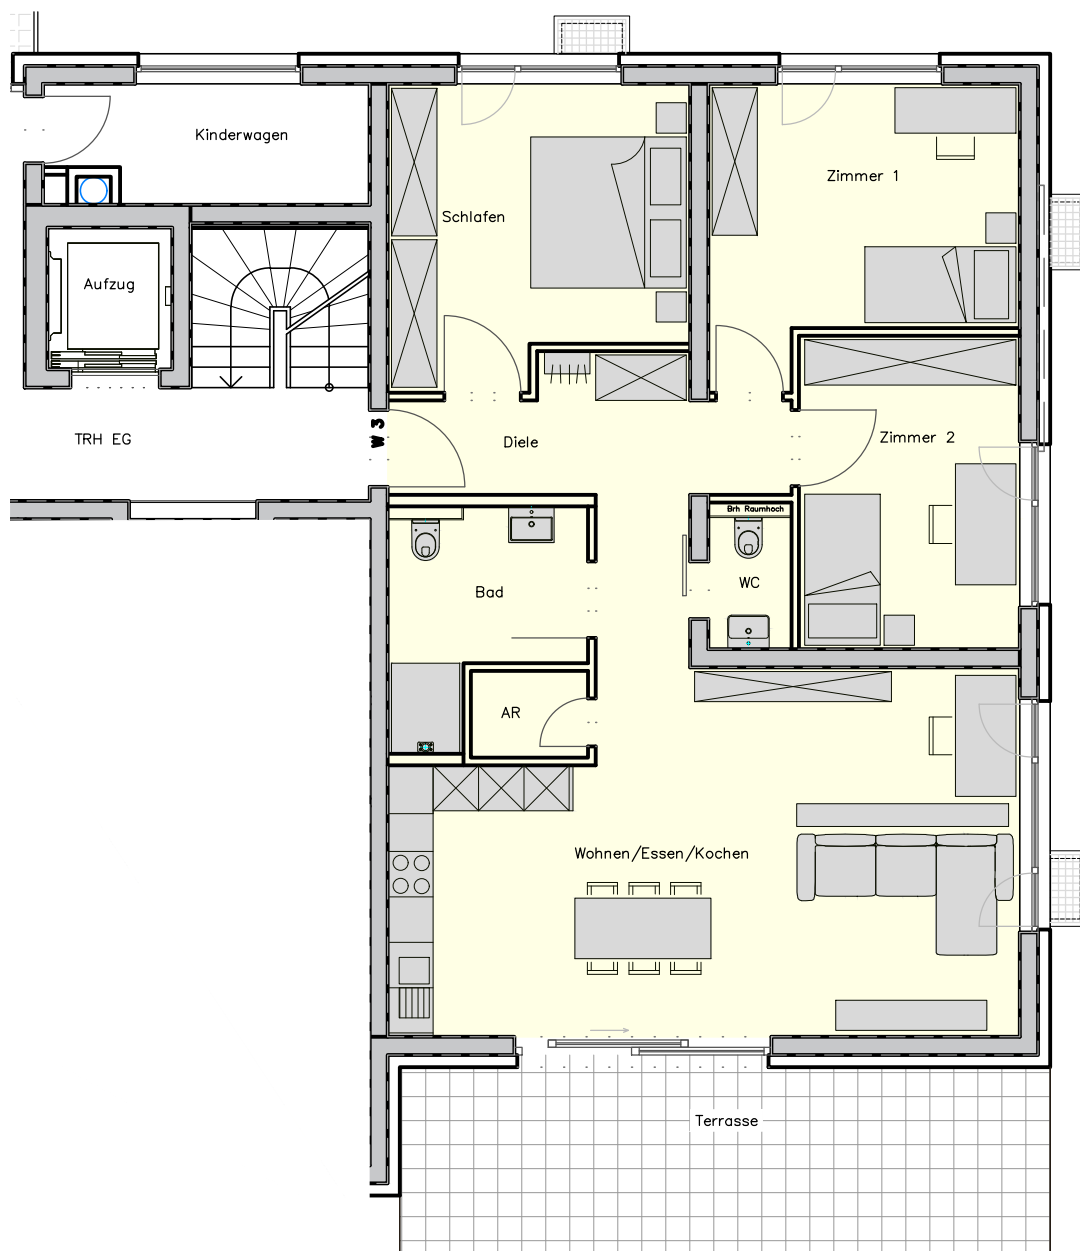 Kinderwagen
Zimmer 1
Schlafen
Aufzug
W 3
TRH EG
Diele
Zimmer 2
Brh Raumhoch
WC
Bad
AR
Wohnen/Essen/Kochen
Terrasse